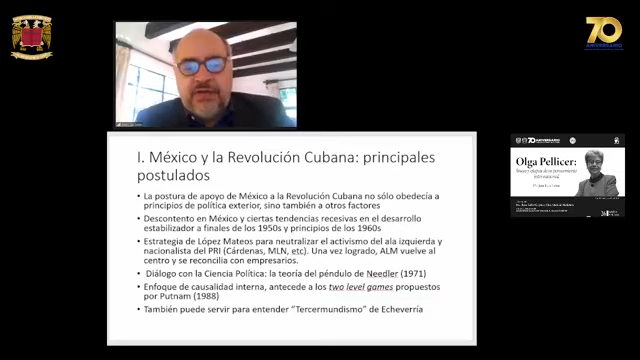 70
ANIVERSARIO
I. México y la Revolución Cubana: principales
postulados
• La postura de apoyo de México a la Revolución Cubana no sólo obedecía a
principios de política exterior, sino también a otros factores
• Descontento en México y ciertas tendencias recesivas en el desarrollo
estabilizador a finales de los 1950s y principios de los 1960s
• Estrategia de López Mateos para neutralizar el activismo del ala izquierda y
nacionalista del PRI (Cárdenas, MLN, etc). Una vez logrado, ALM vuelve al
centro y se reconcilia con empresarios.
• Diálogo con la Ciencia Política: la teoría del péndulo de Needler (1971)
• Enfoque de causalidad interna, antecede a los two level games propuestos
por Putnam (1988)
• También puede servir para entender "Tercermundismo" de Echeverría
70 ANIVERSARIO
Olga Pellicer: